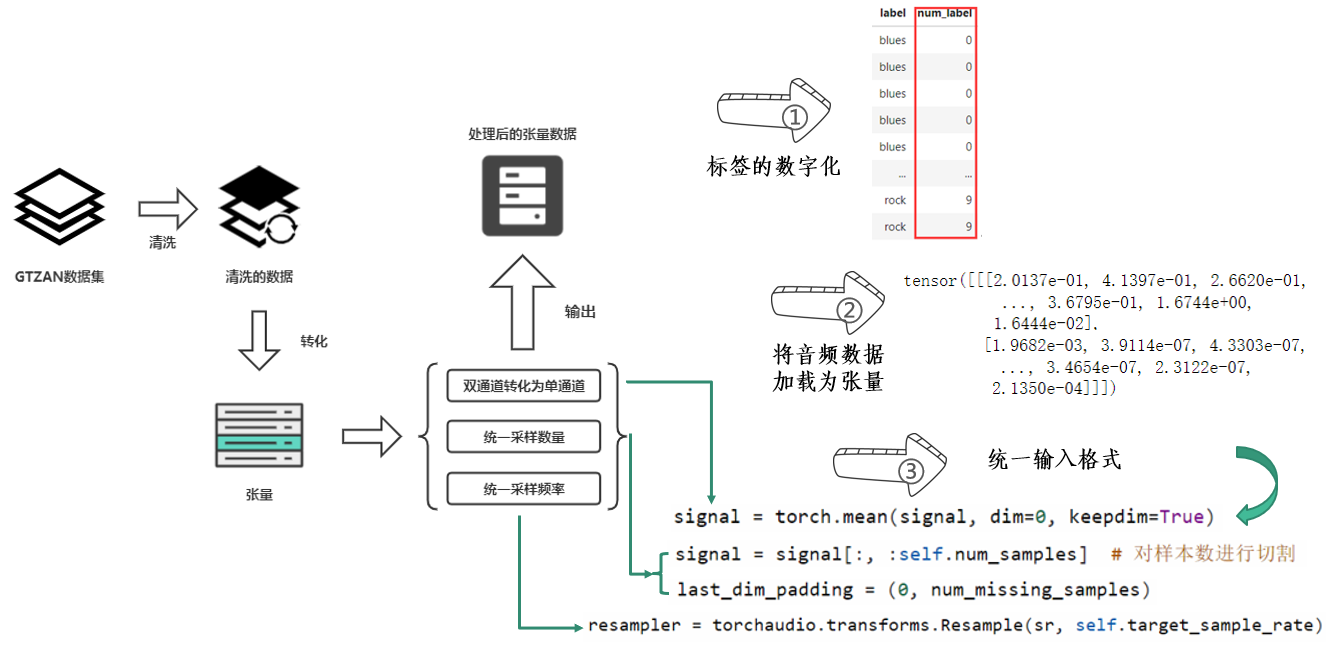 GTZAN数据集
清洗
清洗的数据
转化
张量
双通道转化为单通道
统一采样数量
统一采样频率
输出
处理后的张量数据
①
标签的数字化
label num_label
blues 0
blues 0
blues 0
blues 0
blues 0
... ...
rock 9
rock 9
②
将音频数据
加载为张量
tensor([[[2.0137e-01, 4.1397e-01, 2.6620e-01,
..., 3.6795e-01, 1.6744e+00,
1.6444e-02],
[1.9682e-03, 3.9114e-07, 4.3303e-07,
..., 3.4654e-07, 2.3122e-07,
2.1350e-04]]])
③
统一输入格式
signal = torch.mean(signal, dim=0, keepdim=True)
signal = signal[:, :self.num_samples] # 对样本数进行切割
last_dim_padding = (0, num_missing_samples)
resampler = torchaudio.transforms.Resample(sr, self.target_sample_rate)